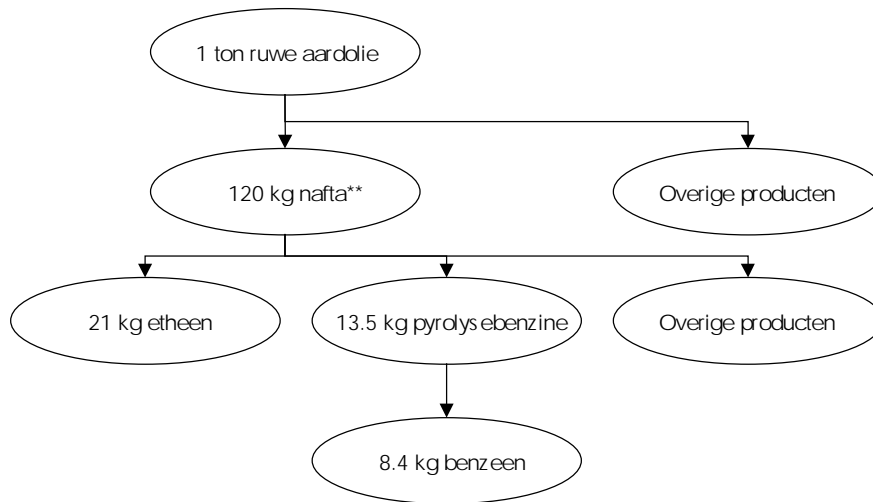 1 ton ruwe aardolie
120 kg nafta**
Overige producten
21 kg etheen
13.5 kg pyrolysebenzine
Overige producten
8.4 kg benzeen